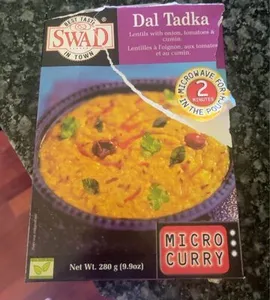 BEST TASTE
SWAD
IN TOWN
Dal Tadka
Lentils with onion, tomatoes &
cumin.
Lentilles à l'oignon, aux tomates
et au cumin.
MICROWAVE FOR
2
MINUTES
IN THE POUCH
MICRO
CURRY
Net Wt. 280 g (9.9oz)